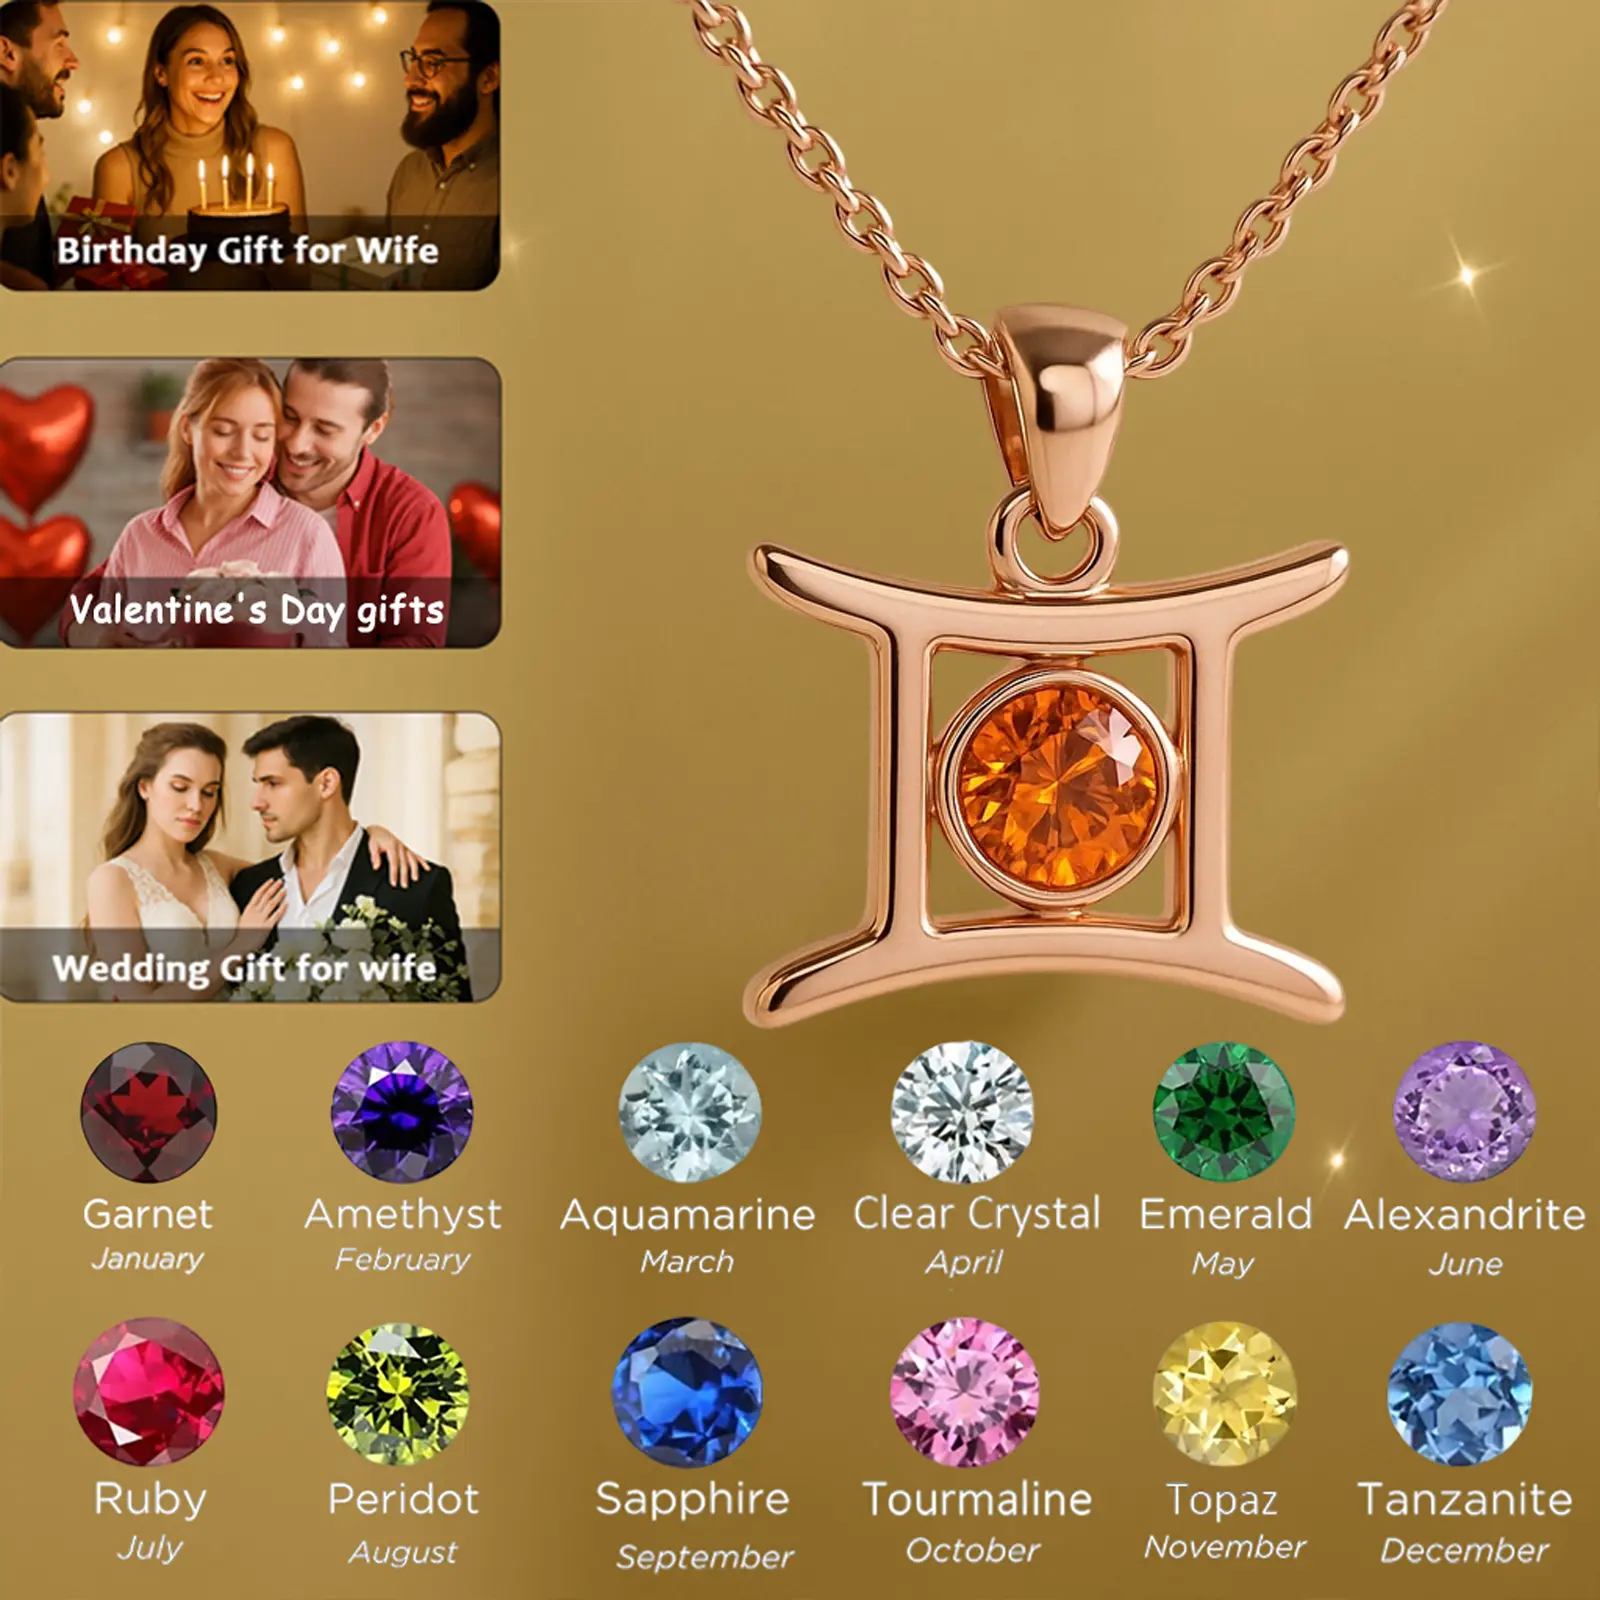 Birthday Gift for Wife
Valentine's Day gifts
Wedding Gift for wife
Garnet
January
Amethyst
February
Aquamarine
March
Clear Crystal
April
Emerald
May
Alexandrite
June
Ruby
July
Peridot
August
Sapphire
September
Tourmaline
October
Topaz
November
Tanzanite
December